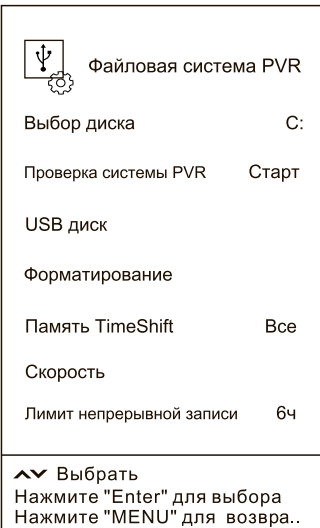 Файловая система PVR
Выбор диска C:
Проверка системы PVR Старт
USB диск
Форматирование
Память TimeShift Все
Скорость
Лимит непрерывной записи 6ч
Выбрать
Нажмите "Enter" для выбора
Нажмите "MENU" для возвра..